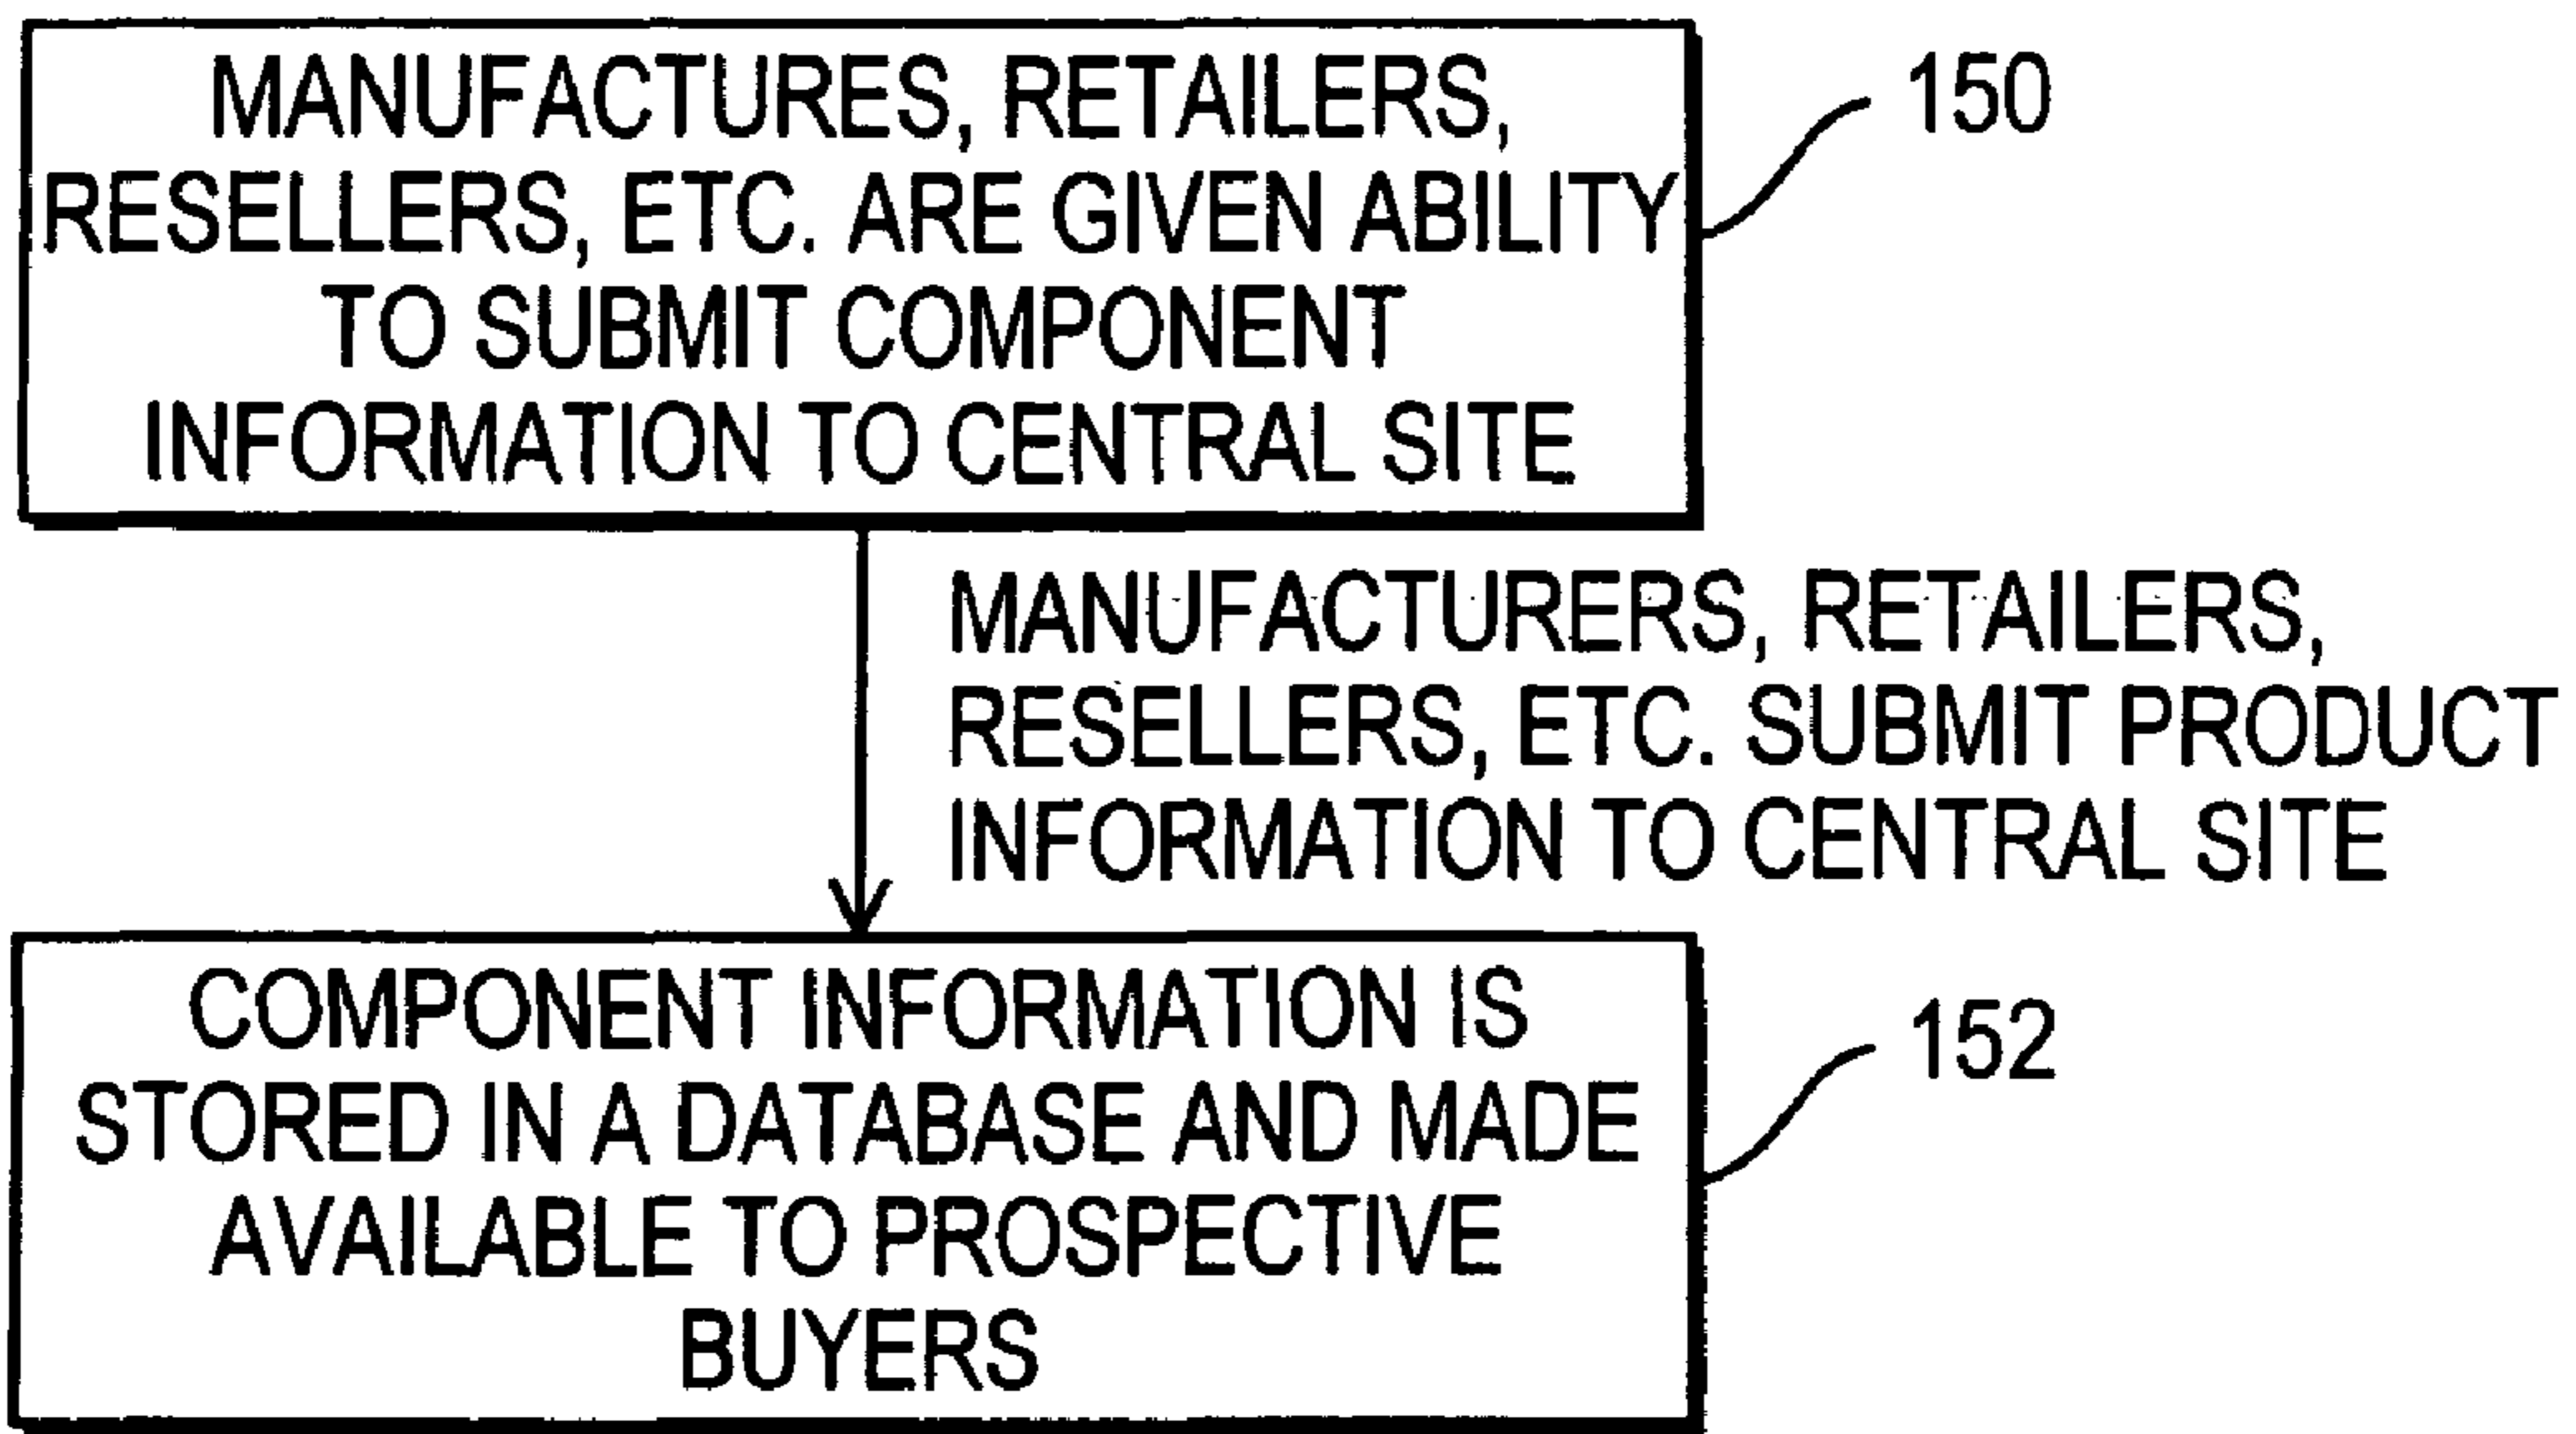 MANUFACTURES, RETAILERS,
RESELLERS, ETC. ARE GIVEN ABILITY
TO SUBMIT COMPONENT
INFORMATION TO CENTRAL SITE
150
MANUFACTURERS, RETAILERS,
RESELLERS, ETC. SUBMIT PRODUCT
INFORMATION TO CENTRAL SITE
COMPONENT INFORMATION IS
STORED IN A DATABASE AND MADE
AVAILABLE TO PROSPECTIVE
BUYERS
152